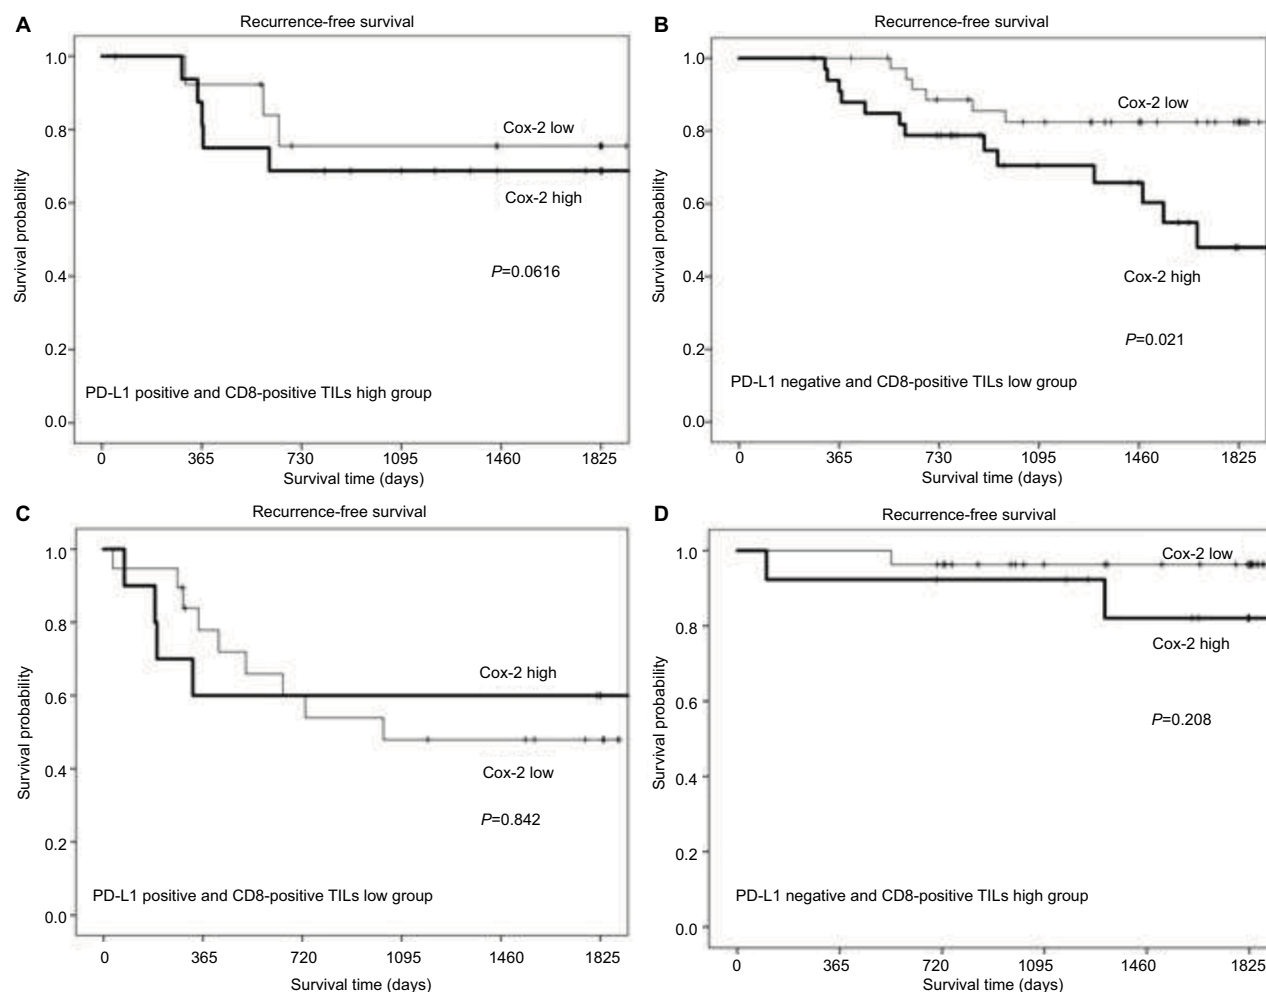 A
Recurrence-free survival
Survival probability
1.0
0.8
0.6
0.4
0.2
0.0
Cox-2 low
Cox-2 high
P=0.0616
PD-L1 positive and CD8-positive TILs high group
0 365 730 1095 1460 1825
Survival time (days)
B
Recurrence-free survival
Survival probability
1.0
0.8
0.6
0.4
0.2
0.0
Cox-2 low
Cox-2 high
P=0.021
PD-L1 negative and CD8-positive TILs low group
0 365 730 1095 1460 1825
Survival time (days)
C
Recurrence-free survival
Survival probability
1.0
0.8
0.6
0.4
0.2
0.0
Cox-2 high
Cox-2 low
P=0.842
PD-L1 positive and CD8-positive TILs low group
0 365 720 1095 1460 1825
Survival time (days)
D
Recurrence-free survival
Survival probability
1.0
0.8
0.6
0.4
0.2
0.0
Cox-2 low
Cox-2 high
P=0.208
PD-L1 negative and CD8-positive TILs high group
0 365 720 1095 1460 1825
Survival time (days)